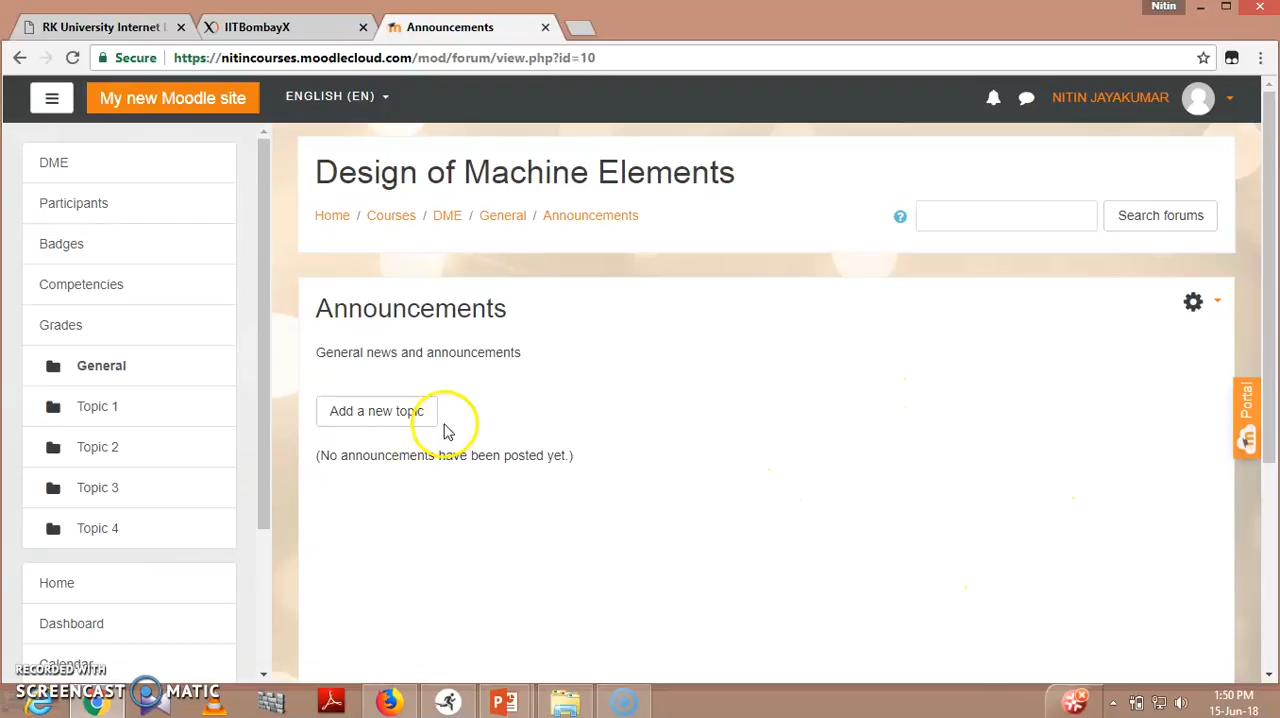 Nitin
RK University Internet
IITBombayX
Announcements
Secure https://nitincourses.moodlecloud.com/mod/forum/view.php?id=10
My new Moodle site
ENGLISH (EN)
NITIN JAYAKUMAR
DME
Participants
Badges
Competencies
Grades
General
Topic 1
Topic 2
Topic 3
Topic 4
Home
Dashboard
Calendar
Design of Machine Elements
Home / Courses / DME / General / Announcements
Search forums
Announcements
General news and announcements
Add a new topic
(No announcements have been posted yet.)
Portal
RECORDED WITH
SCREENCAST MATIC
1:50 PM
15-Jun-18